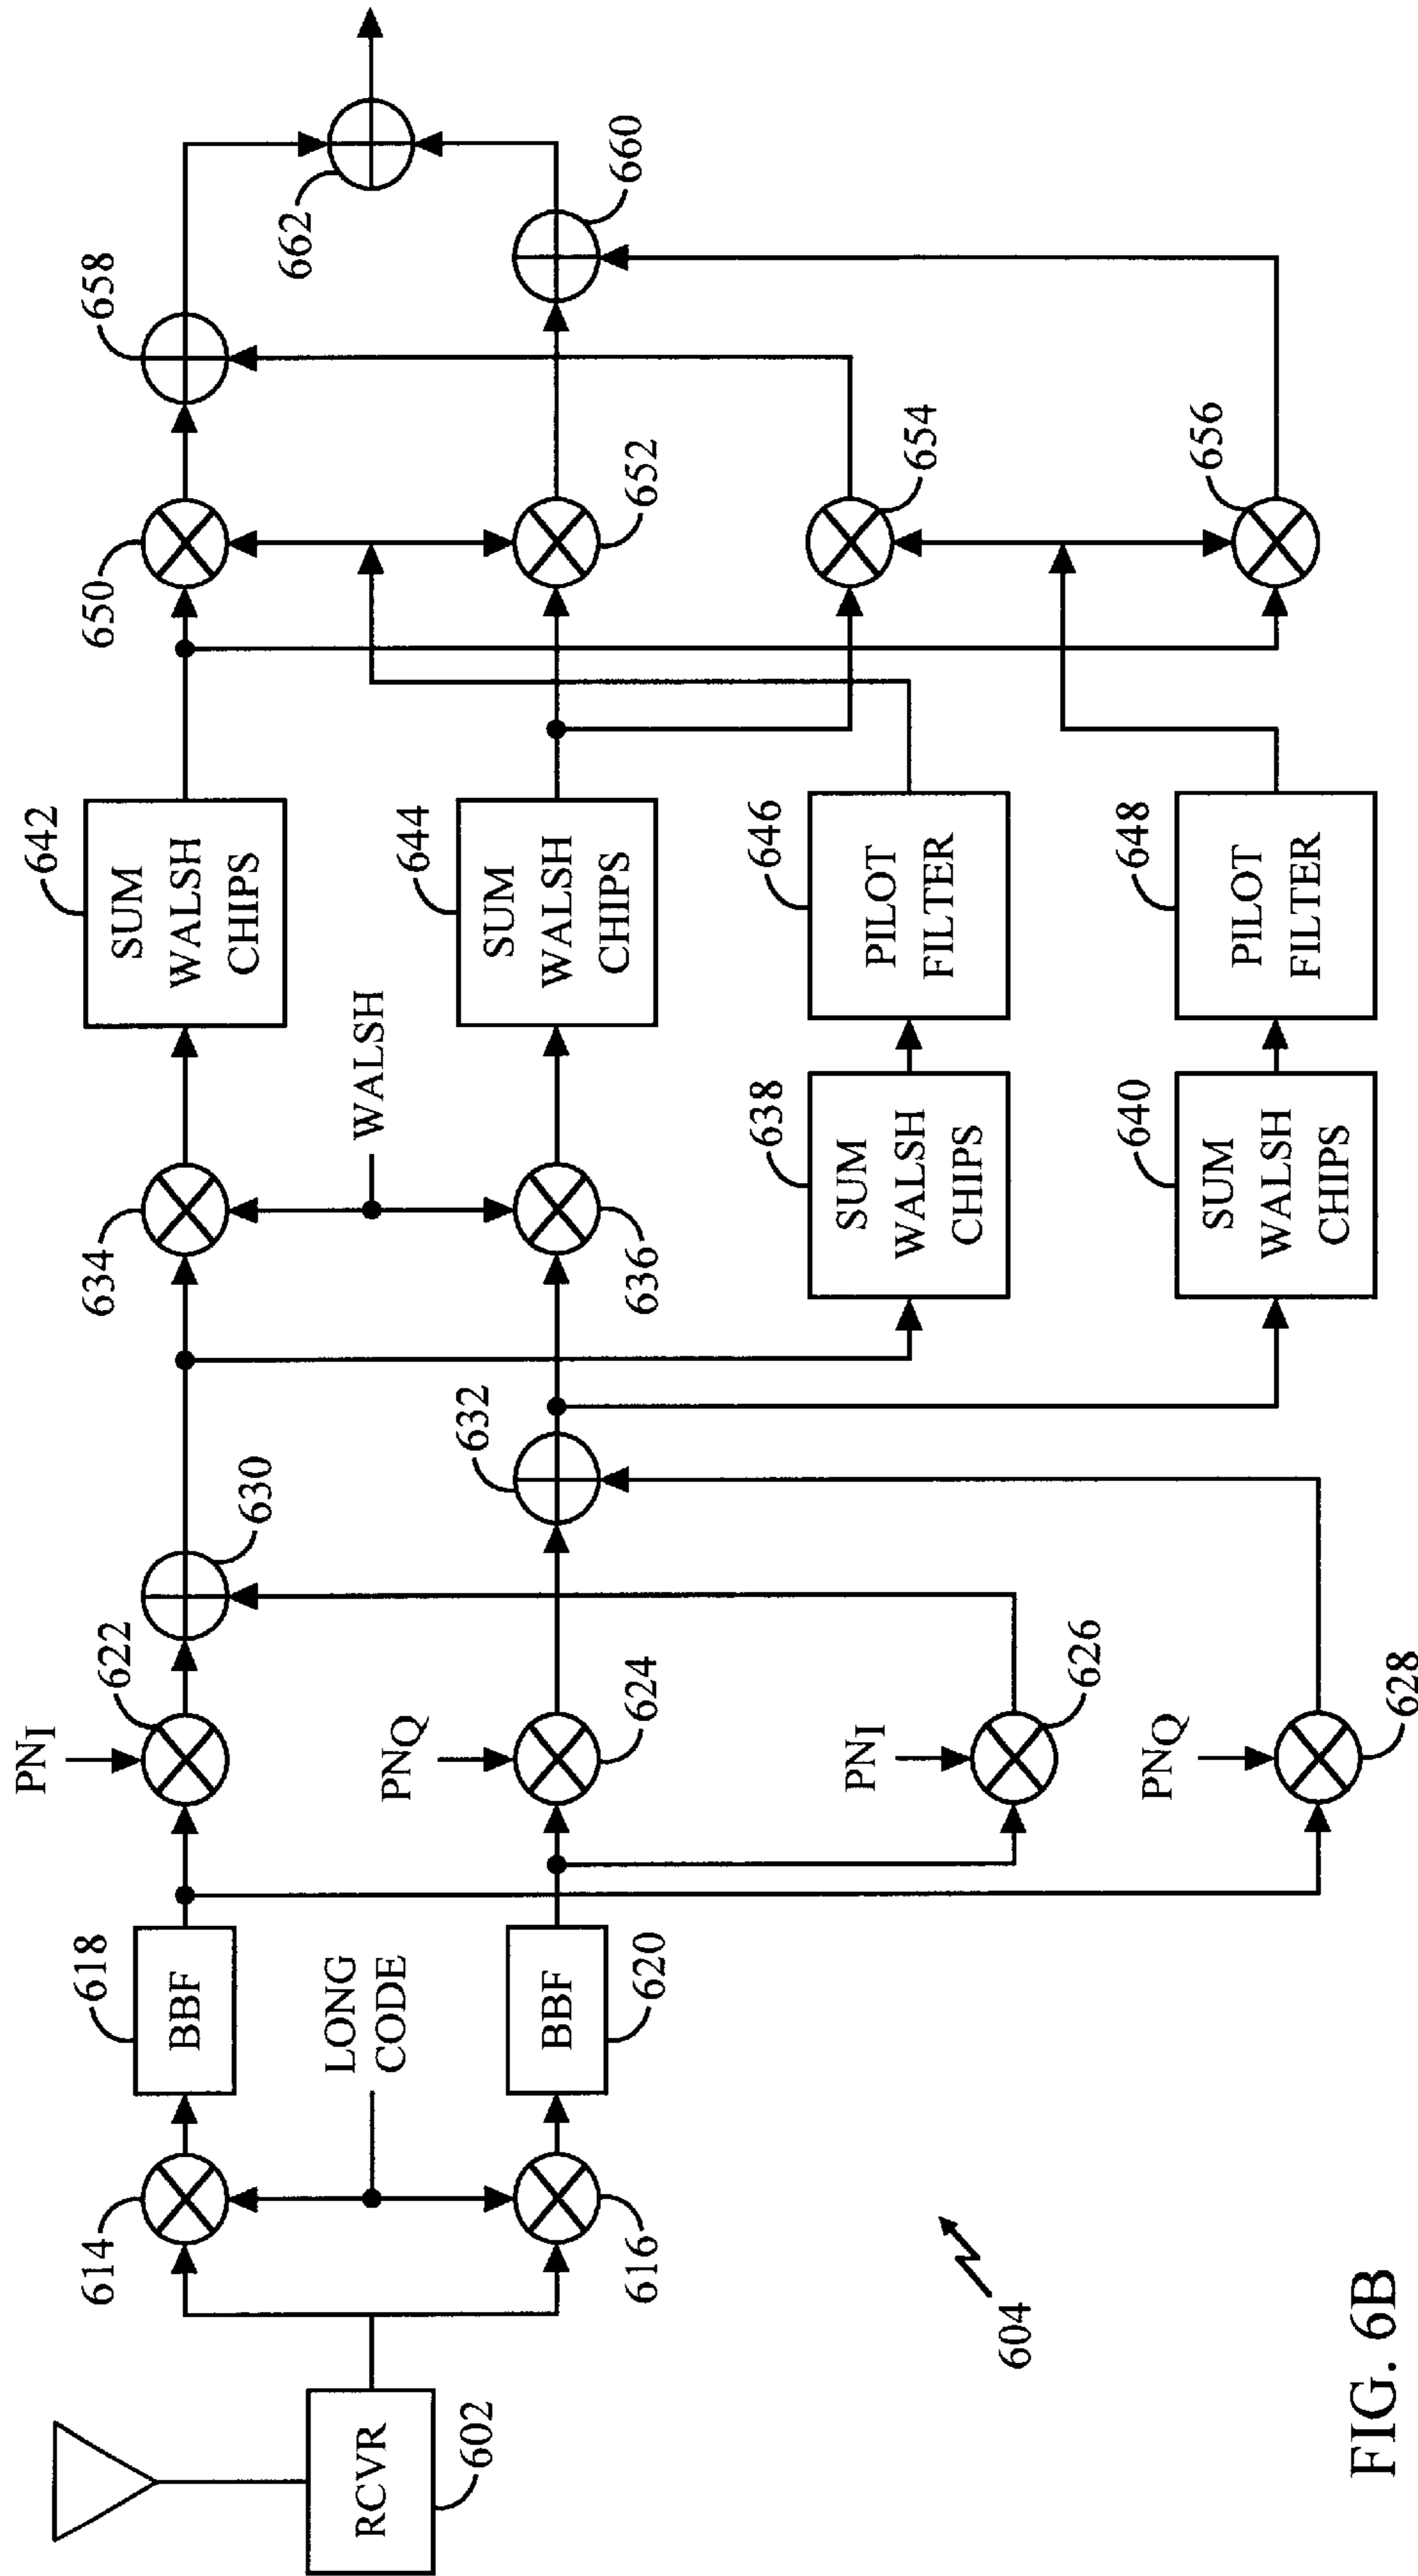 RCVR
602
614
616
LONG
CODE
618
BBF
620
BBF
PNI
622
PNQ
624
PNI
626
PNQ
628
630
632
634
WALSH
636
638
SUM
WALSH
CHIPS
640
SUM
WALSH
CHIPS
642
SUM
WALSH
CHIPS
644
SUM
WALSH
CHIPS
646
PILOT
FILTER
648
PILOT
FILTER
650
652
654
656
658
660
662
604
FIG. 6B